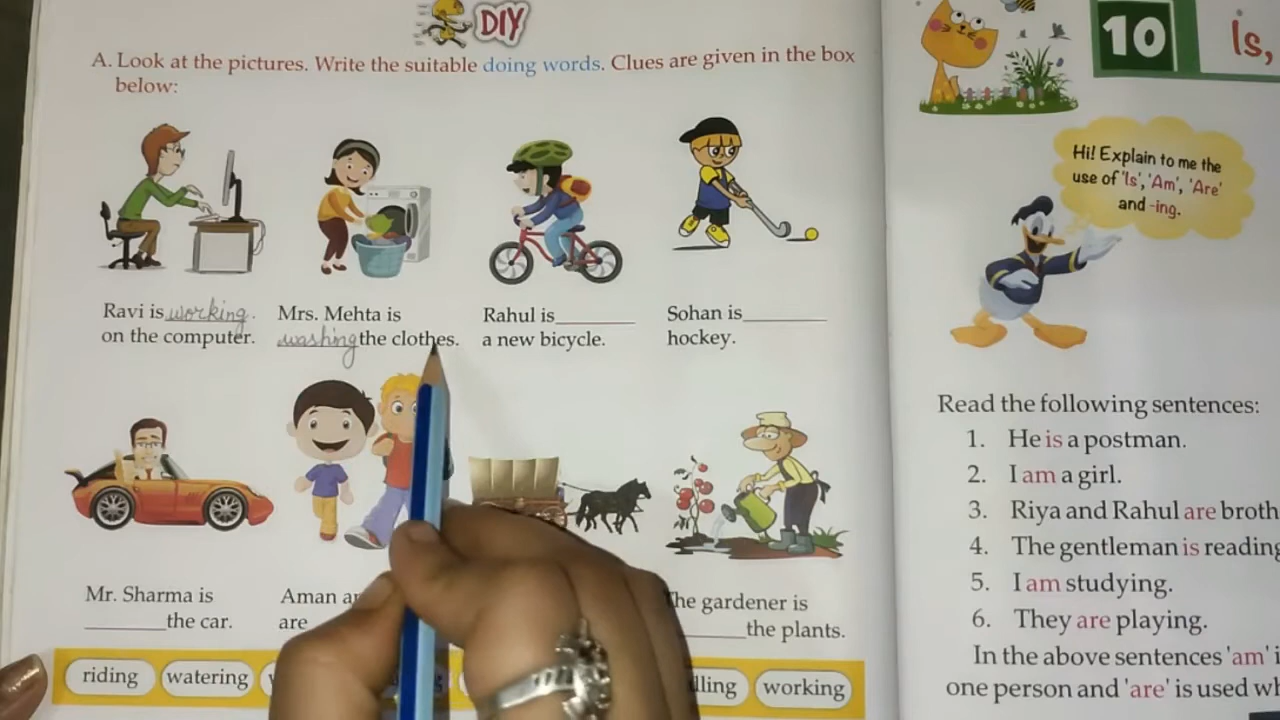 DIY
A. Look at the pictures. Write the suitable doing words. Clues are given in the box
below:
Ravi is working.
on the computer.
Mrs. Mehta is
washing the clothes.
Rahul is________
a new bicycle.
Sohan is________
hockey.
Mr. Sharma is
________the car.
Aman
are
The gardener is
the plants.
riding
watering
working
10
Is,
Hi! Explain to me the
use of 'Is', 'Am', 'Are'
and -ing.
Read the following sentences:
1. He is a postman.
2. I am a girl.
3. Riya and Rahul are broth
4. The gentleman is reading
5. I am studying.
6. They are playing.
In the above sentences 'am' i
one person and 'are' is used wh